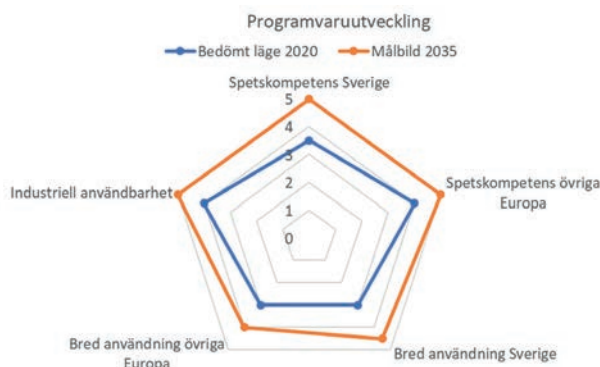 Programvaruutveckling
Bedömt läge 2020 Målbild 2035
Spetskompetens Sverige
5
4
3
2
1
0
Industriell användbarhet
Spetskompetens övriga
Europa
Bred användning övriga
Europa
Bred användning Sverige